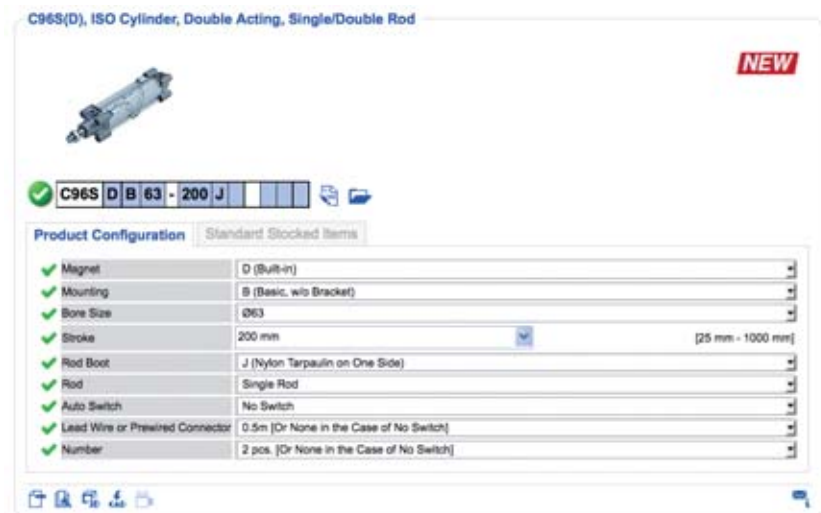 C96S(D), ISO Cylinder, Double Acting, Single/Double Rod
NEW
C96S D B 63 - 200 J
Product Configuration Standard Stocked Items
Magnet D (Built-in)
Mounting B (Basic, w/o Bracket)
Bore Size Ø63
Stroke 200 mm [25 mm - 1000 mm]
Rod Boot J (Nylon Tarpaulin on One Side)
Rod Single Rod
Auto Switch No Switch
Lead Wire or Prewired Connector 0.5m [Or None in the Case of No Switch]
Number 2 pcs. [Or None in the Case of No Switch]